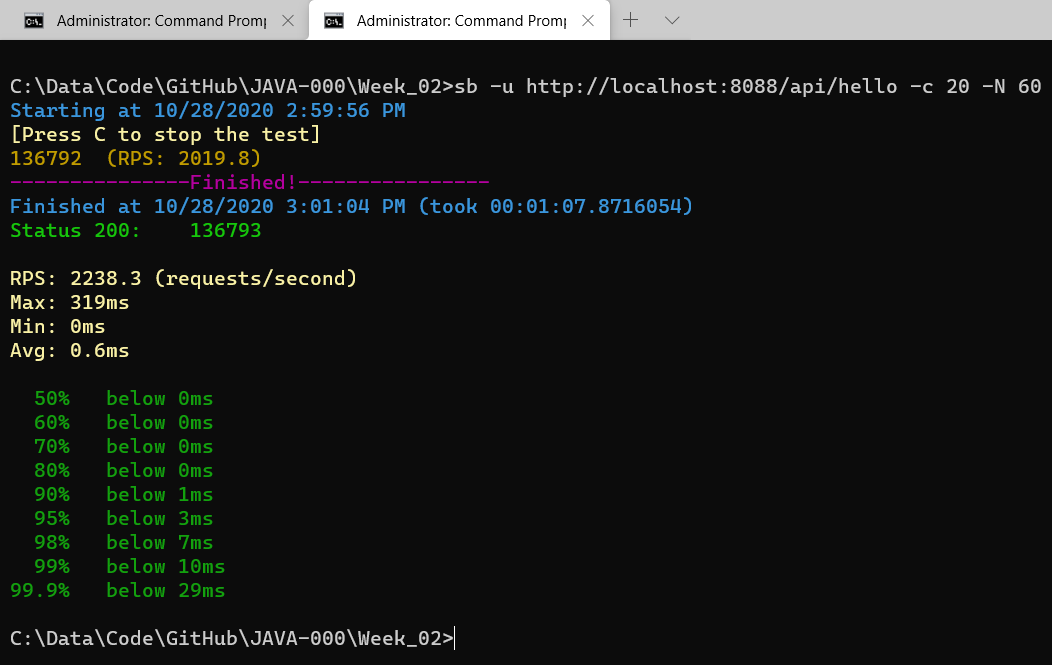 Administrator: Command Promp
Administrator: Command Promp
C:\Data\Code\GitHub\JAVA-000\Week_02>sb -u http://localhost:8088/api/hello -c 20 -N 60
Starting at 10/28/2020 2:59:56 PM
[Press C to stop the test]
136792  (RPS: 2019.8)
---------------Finished!----------------
Finished at 10/28/2020 3:01:04 PM (took 00:01:07.8716054)
Status 200:    136793
RPS: 2238.3 (requests/second)
Max: 319ms
Min: 0ms
Avg: 0.6ms
  50%   below 0ms
  60%   below 0ms
  70%   below 0ms
  80%   below 0ms
  90%   below 1ms
  95%   below 3ms
  98%   below 7ms
  99%   below 10ms
99.9%   below 29ms
C:\Data\Code\GitHub\JAVA-000\Week_02>